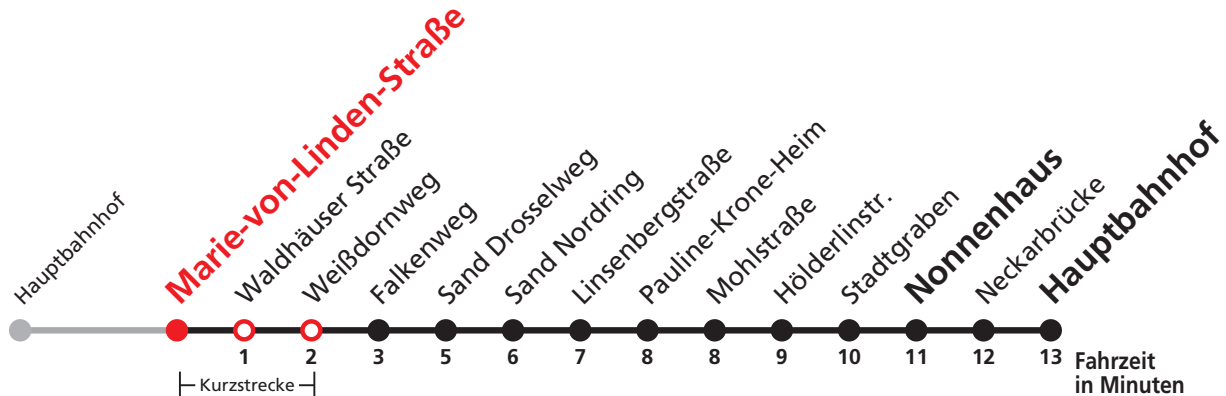 Hauptbahnhof
Marie-von-Linden-Straße
Waldhäuser Straße
Weißdornweg
Falkenweg
Sand Drosselweg
Sand Nordring
Linsenbergstraße
Pauline-Krone-Heim
Mohlstraße
Hölderlinstr.
Stadtgraben
Nonnenhaus
Neckarbrücke
Hauptbahnhof
1 2 3 5 6 7 8 8 9 10 11 12 13 Fahrzeit
in Minuten
Kurzstrecke